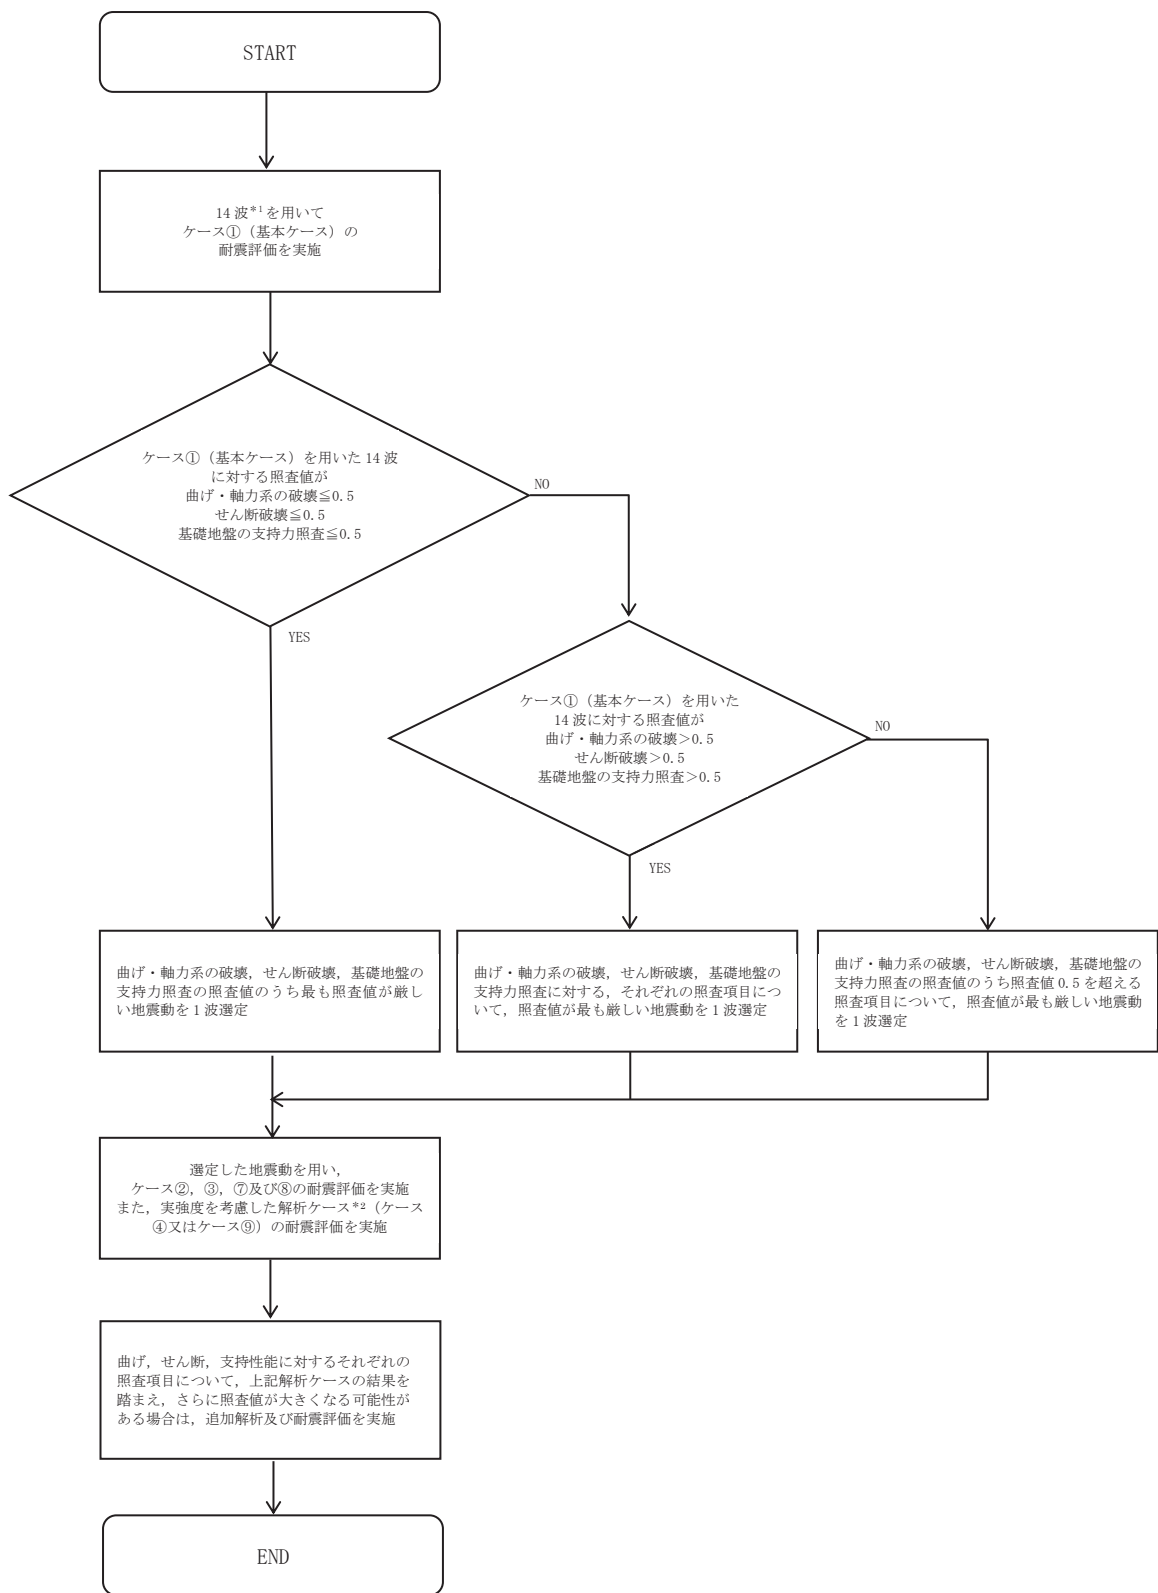 START
14 波*1を用いて
ケース①（基本ケース）の
耐震評価を実施
ケース①（基本ケース）を用いた 14 波
に対する照査値が
曲げ・軸力系の破壊≦0.5
せん断破壊≦0.5
基礎地盤の支持力照査≦0.5
NO
YES
ケース①（基本ケース）を用いた
14 波に対する照査値が
曲げ・軸力系の破壊＞0.5
せん断破壊＞0.5
基礎地盤の支持力照査＞0.5
NO
YES
曲げ・軸力系の破壊，せん断破壊，基礎地盤の
支持力照査の照査値のうち最も照査値が厳し
い地震動を 1 波選定
曲げ・軸力系の破壊，せん断破壊，基礎地盤の
支持力照査に対する，それぞれの照査項目につ
いて，照査値が最も厳しい地震動を 1 波選定
曲げ・軸力系の破壊，せん断破壊，基礎地盤の
支持力照査の照査値のうち照査値 0.5 を超える
照査項目について，照査値が最も厳しい地震動
を 1 波選定
選定した地震動を用い，
ケース②，③，⑦及び⑧の耐震評価を実施
また，実強度を考慮した解析ケース*2（ケース
④又はケース⑨）の耐震評価を実施
曲げ，せん断，支持性能に対するそれぞれの
照査項目について，上記解析ケースの結果を
踏まえ，さらに照査値が大きくなる可能性が
ある場合は，追加解析及び耐震評価を実施
END